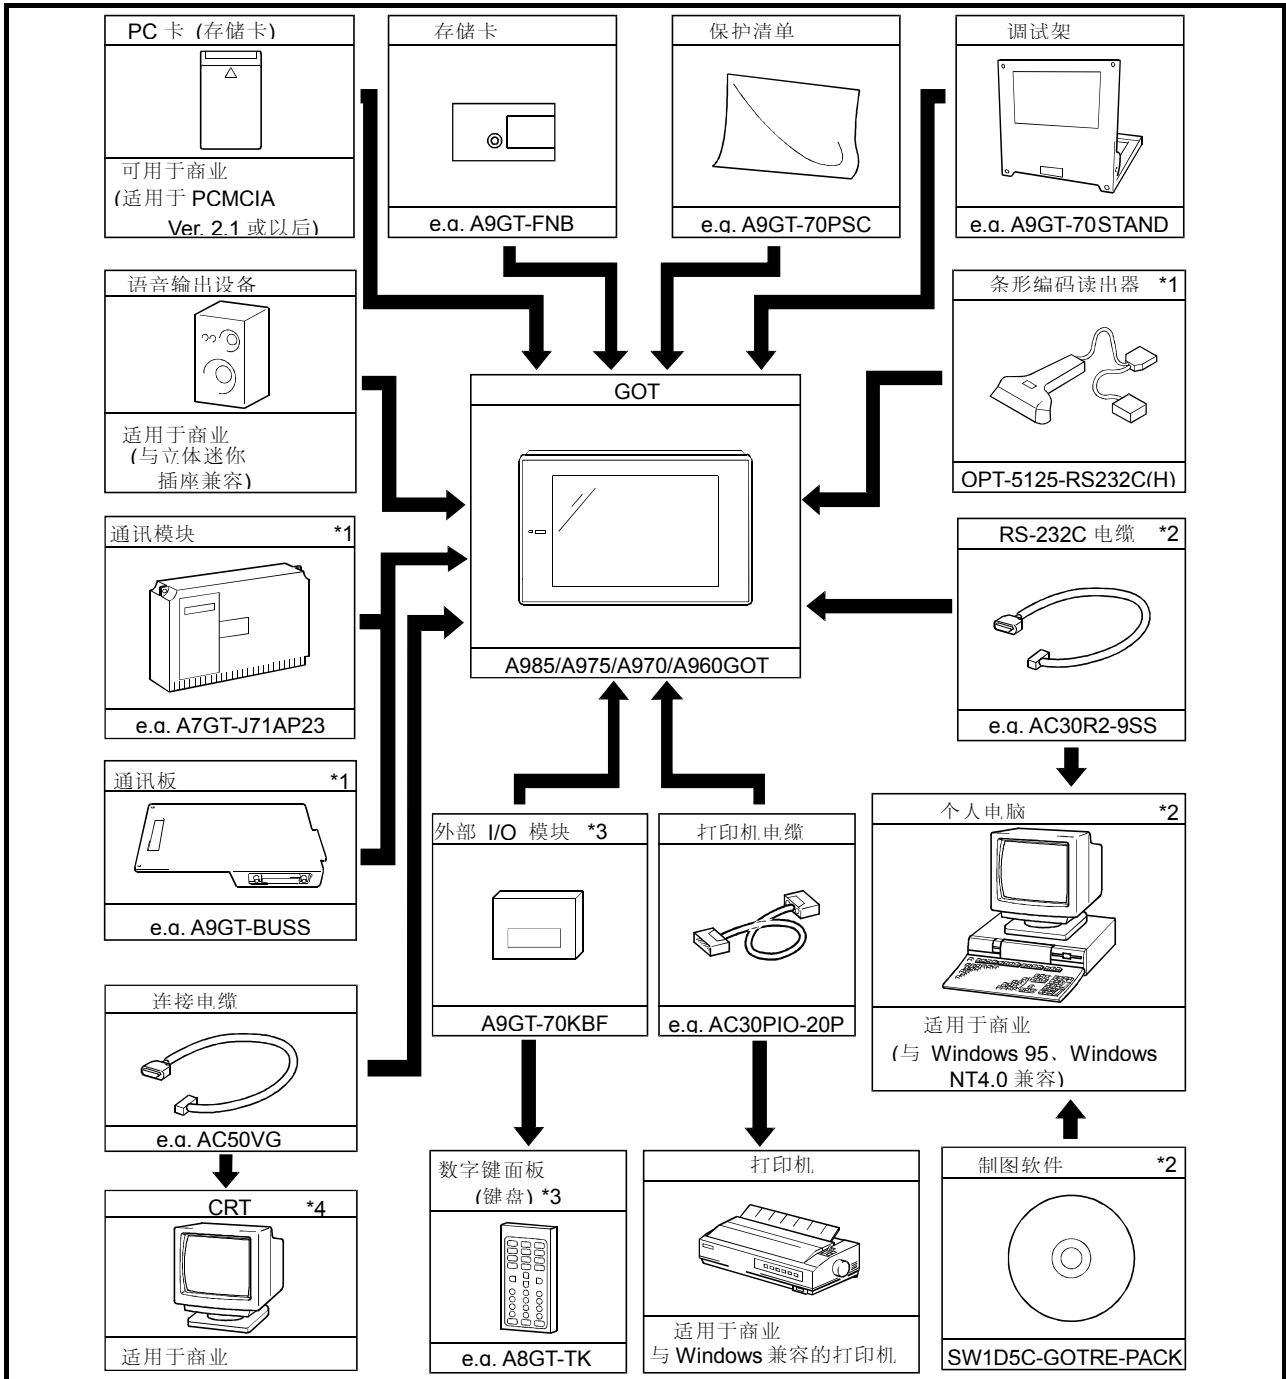 PC 卡 (存储卡)
可用于商业
(适用于 PCMCIA
Ver. 2.1 或以后)
存储卡
e.g. A9GT-FNB
保护清单
e.g. A9GT-70PSC
调试架
e.g. A9GT-70STAND
语音输出设备
适用于商业
(与立体迷你
插座兼容)
条形编码读出器 *1
OPT-5125-RS232C(H)
GOT
A985/A975/A970/A960GOT
通讯模块 *1
e.g. A7GT-J71AP23
RS-232C 电缆 *2
e.g. AC30R2-9SS
通讯板 *1
e.g. A9GT-BUSS
外部 I/O 模块 *3
A9GT-70KBF
打印机电缆
e.g. AC30PIO-20P
个人电脑 *2
适用于商业
(与 Windows 95、Windows
NT4.0 兼容)
连接电缆
e.g. AC50VG
CRT *4
适用于商业
数字键面板
(键盘) *3
e.g. A8GT-TK
打印机
适用于商业
与 Windows 兼容的打印机
制图软件 *2
SW1D5C-GOTRE-PACK